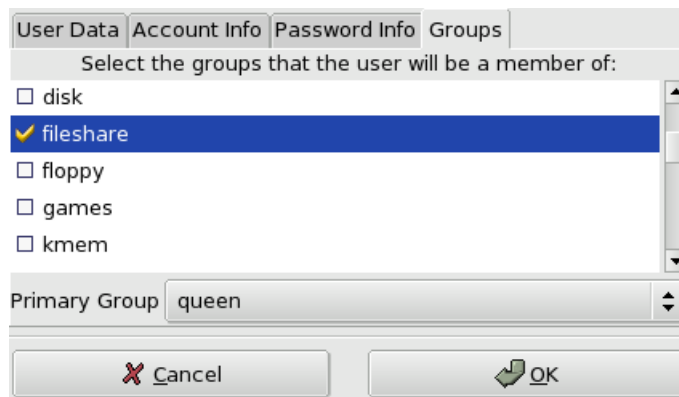 User Data Account Info Password Info Groups
Select the groups that the user will be a member of:
disk
fileshare
floppy
games
kmem
Primary Group queen
Cancel OK